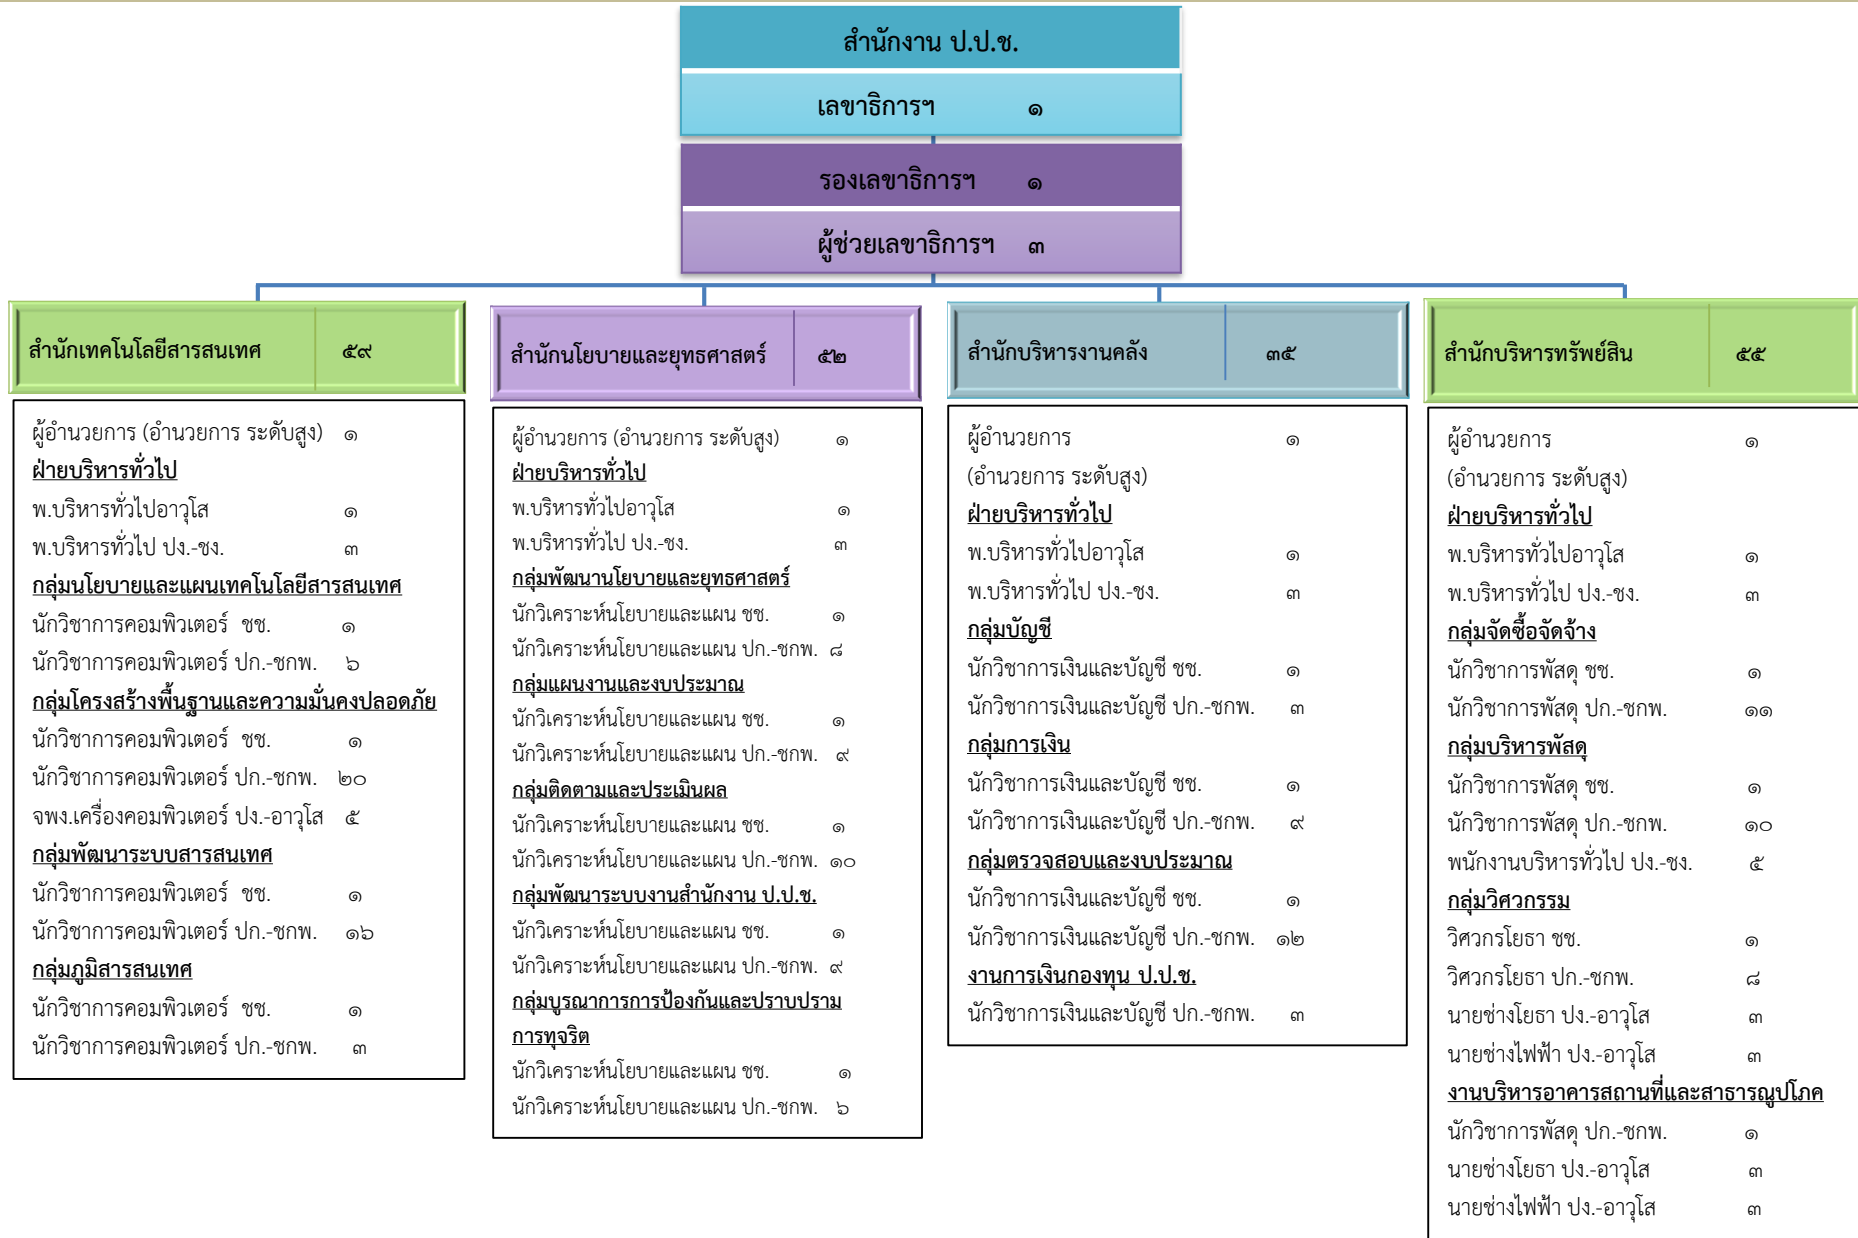 สำนักงาน ป.ป.ช.
เลขาธิการฯ ๑
รองเลขาธิการฯ ๑
ผู้ช่วยเลขาธิการฯ ๓
สำนักเทคโนโลยีสารสนเทศ ๕๙
ผู้อำนวยการ (อำนวยการ ระดับสูง) ๑
ฝ่ายบริหารทั่วไป
พ.บริหารทั่วไปอาวุโส ๑
พ.บริหารทั่วไป ปง.-ชง. ๓
กลุ่มนโยบายและแผนเทคโนโลยีสารสนเทศ
นักวิชาการคอมพิวเตอร์ ชช. ๑
นักวิชาการคอมพิวเตอร์ ปก.-ชกพ. ๖
กลุ่มโครงสร้างพื้นฐานและความมั่นคงปลอดภัย
นักวิชาการคอมพิวเตอร์ ชช. ๑
นักวิชาการคอมพิวเตอร์ ปก.-ชกพ. ๒๐
จพง.เครื่องคอมพิวเตอร์ ปง.-อาวุโส ๕
กลุ่มพัฒนาระบบสารสนเทศ
นักวิชาการคอมพิวเตอร์ ชช. ๑
นักวิชาการคอมพิวเตอร์ ปก.-ชกพ. ๑๖
กลุ่มภูมิสารสนเทศ
นักวิชาการคอมพิวเตอร์ ชช. ๑
นักวิชาการคอมพิวเตอร์ ปก.-ชกพ. ๓
สำนักนโยบายและยุทธศาสตร์ ๕๒
ผู้อำนวยการ (อำนวยการ ระดับสูง) ๑
ฝ่ายบริหารทั่วไป
พ.บริหารทั่วไปอาวุโส ๑
พ.บริหารทั่วไป ปง.-ชง. ๓
กลุ่มพัฒนานโยบายและยุทธศาสตร์
นักวิเคราะห์นโยบายและแผน ชช. ๑
นักวิเคราะห์นโยบายและแผน ปก.-ชกพ. ๘
กลุ่มแผนงานและงบประมาณ
นักวิเคราะห์นโยบายและแผน ชช. ๑
นักวิเคราะห์นโยบายและแผน ปก.-ชกพ. ๙
กลุ่มติดตามและประเมินผล
นักวิเคราะห์นโยบายและแผน ชช. ๑
นักวิเคราะห์นโยบายและแผน ปก.-ชกพ. ๑๐
กลุ่มพัฒนาระบบงานสำนักงาน ป.ป.ช.
นักวิเคราะห์นโยบายและแผน ชช. ๑
นักวิเคราะห์นโยบายและแผน ปก.-ชกพ. ๙
กลุ่มบูรณาการการป้องกันและปราบปราม
การทุจริต
นักวิเคราะห์นโยบายและแผน ชช. ๑
นักวิเคราะห์นโยบายและแผน ปก.-ชกพ. ๖
สำนักบริหารงานคลัง ๓๕
ผู้อำนวยการ ๑
(อำนวยการ ระดับสูง)
ฝ่ายบริหารทั่วไป
พ.บริหารทั่วไปอาวุโส ๑
พ.บริหารทั่วไป ปง.-ชง. ๓
กลุ่มบัญชี
นักวิชาการเงินและบัญชี ชช. ๑
นักวิชาการเงินและบัญชี ปก.-ชกพ. ๓
กลุ่มการเงิน
นักวิชาการเงินและบัญชี ชช. ๑
นักวิชาการเงินและบัญชี ปก.-ชกพ. ๙
กลุ่มตรวจสอบและงบประมาณ
นักวิชาการเงินและบัญชี ชช. ๑
นักวิชาการเงินและบัญชี ปก.-ชกพ. ๑๒
งานการเงินกองทุน ป.ป.ช.
นักวิชาการเงินและบัญชี ปก.-ชกพ. ๓
สำนักบริหารทรัพย์สิน ๕๕
ผู้อำนวยการ ๑
(อำนวยการ ระดับสูง)
ฝ่ายบริหารทั่วไป
พ.บริหารทั่วไปอาวุโส ๑
พ.บริหารทั่วไป ปง.-ชง. ๓
กลุ่มจัดซื้อจัดจ้าง
นักวิชาการพัสดุ ชช. ๑
นักวิชาการพัสดุ ปก.-ชกพ. ๑๑
กลุ่มบริหารพัสดุ
นักวิชาการพัสดุ ชช. ๑
นักวิชาการพัสดุ ปก.-ชกพ. ๑๐
พนักงานบริหารทั่วไป ปง.-ชง. ๕
กลุ่มวิศวกรรม
วิศวกรโยธา ชช. ๑
วิศวกรโยธา ปก.-ชกพ. ๘
นายช่างโยธา ปง.-อาวุโส ๓
นายช่างไฟฟ้า ปง.-อาวุโส ๓
งานบริหารอาคารสถานที่และสาธารณูปโภค
นักวิชาการพัสดุ ปก.-ชกพ. ๑
นายช่างโยธา ปง.-อาวุโส ๓
นายช่างไฟฟ้า ปง.-อาวุโส ๓